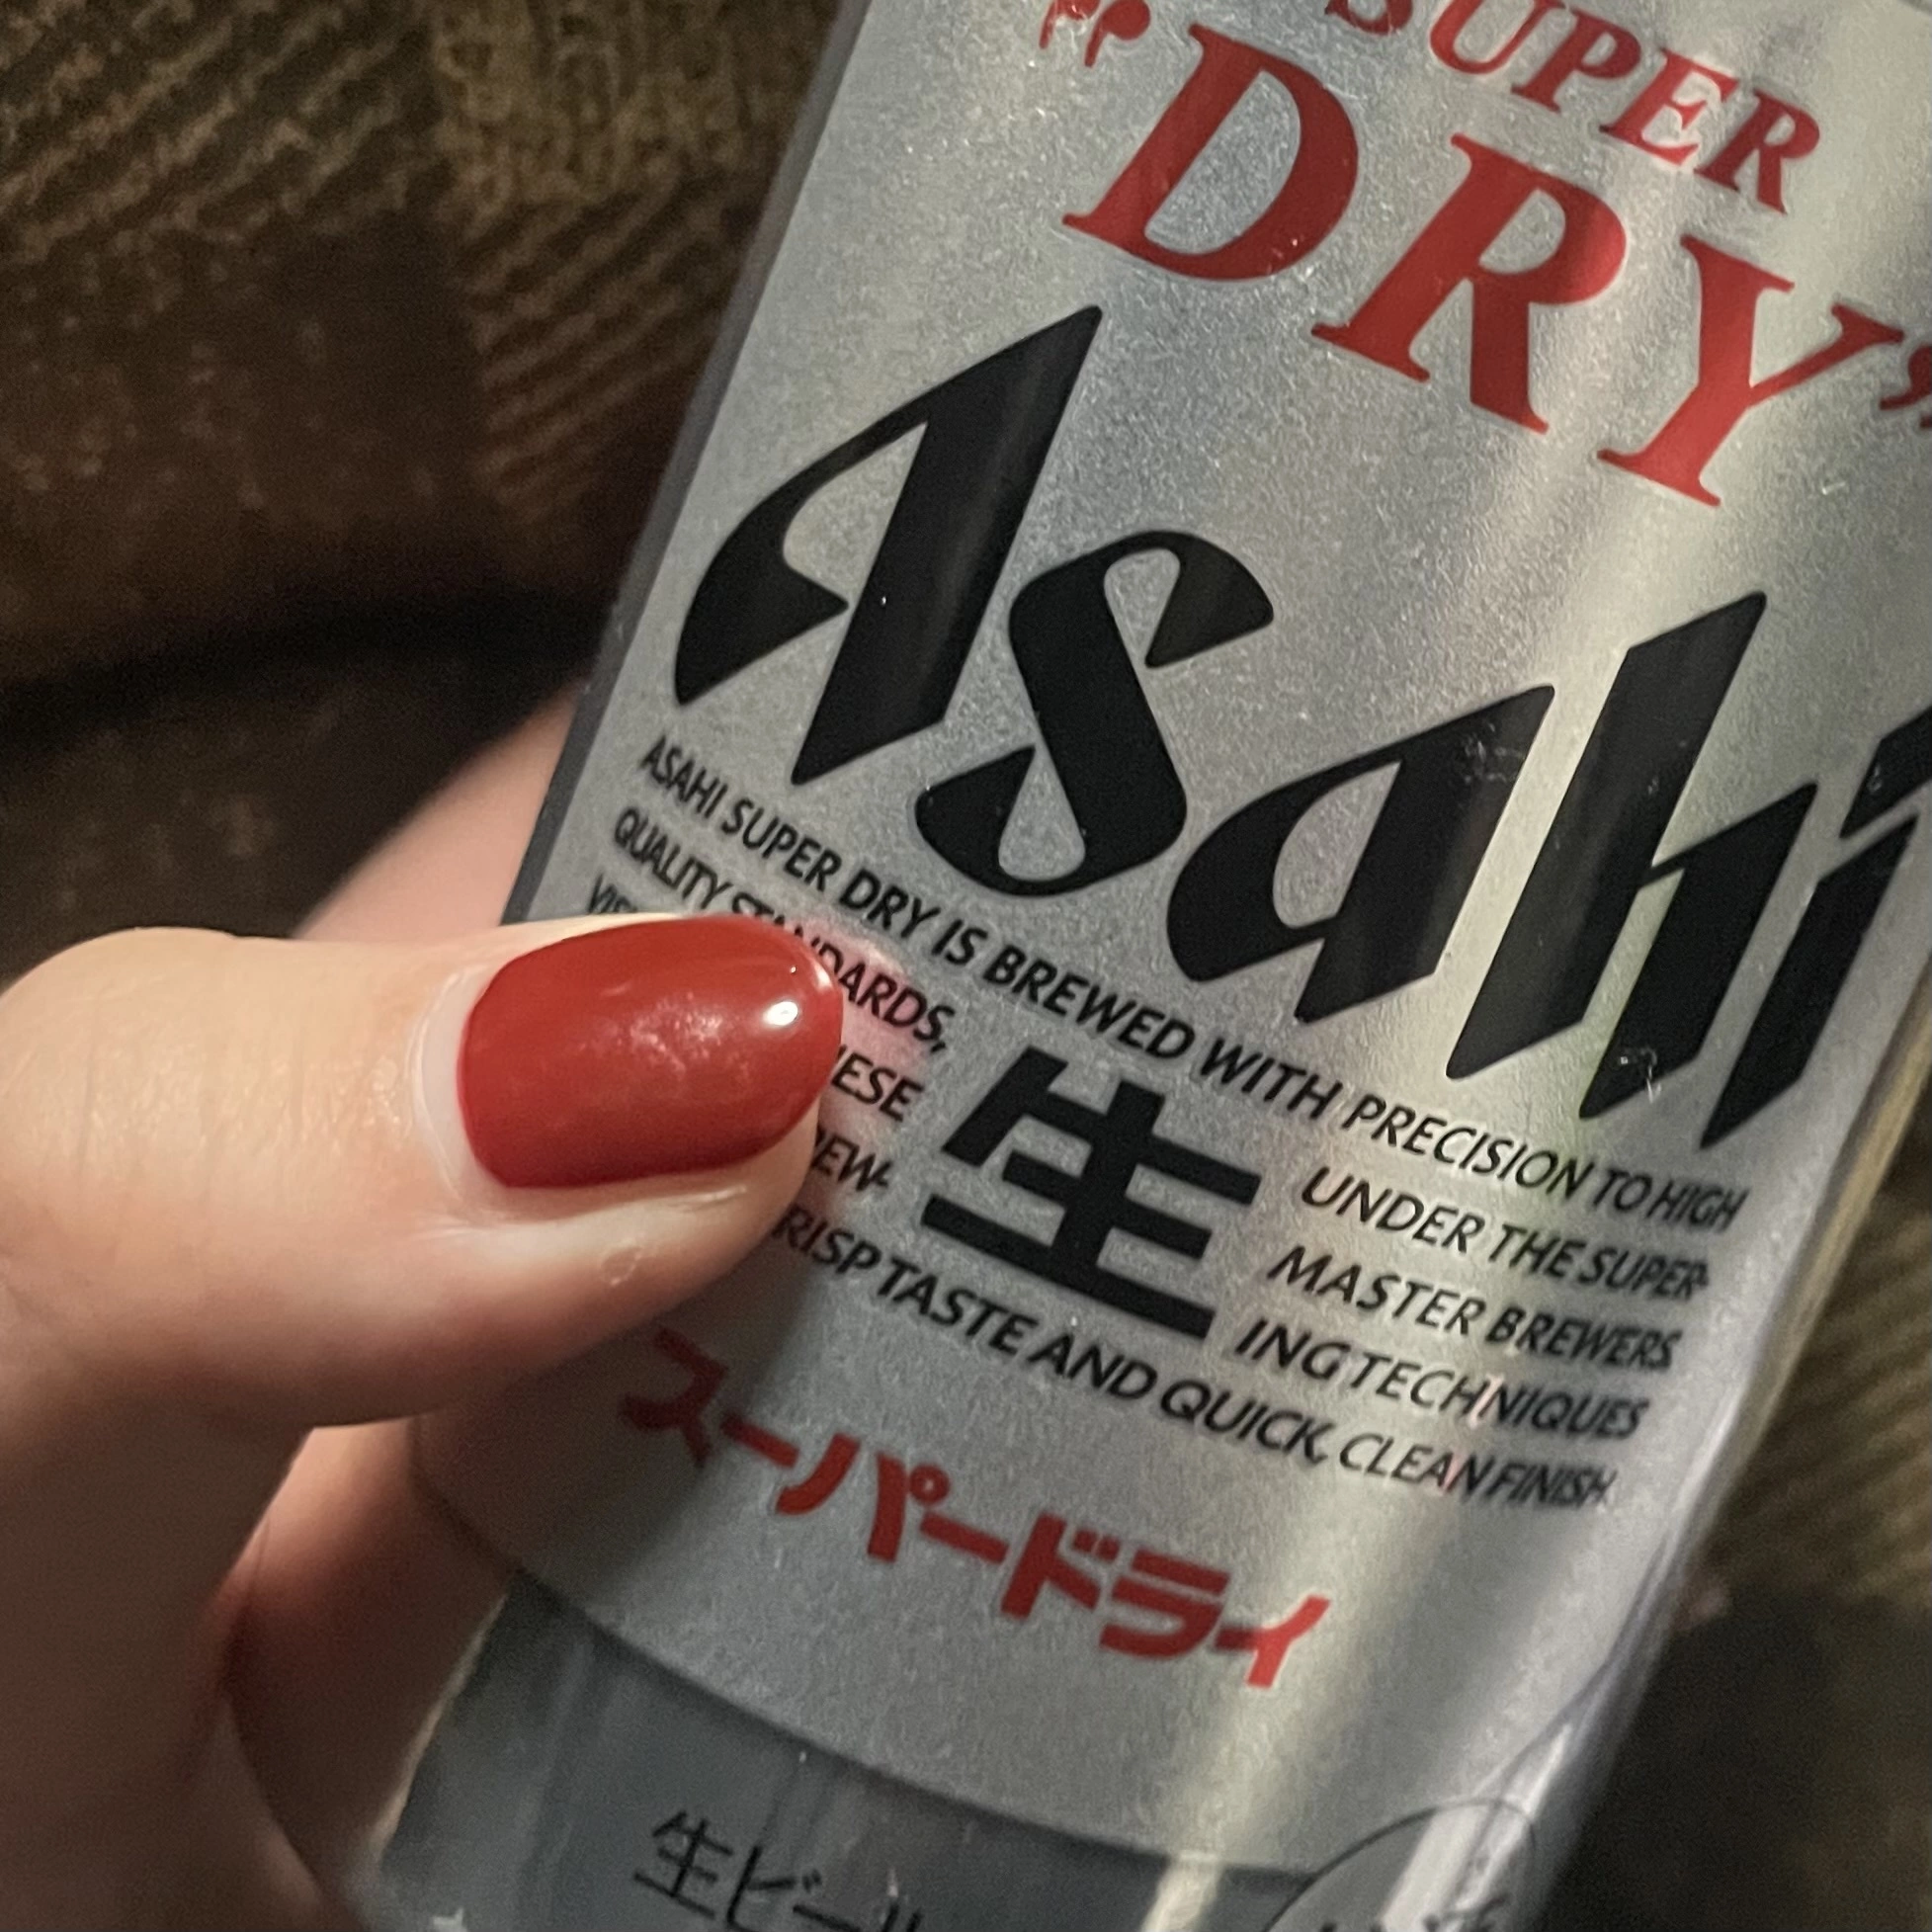 SUPER
"DRY"
Asahi
ASAHI SUPER DRY IS BREWED WITH PRECISION TO HIGH
QUALITY STANDARDS, UNDER THE SUPER-
MASTER BREWERS
ING TECHNIQUES
TASTE AND QUICK, CLEAN FINISH.
生
スーパードライ
生ビール